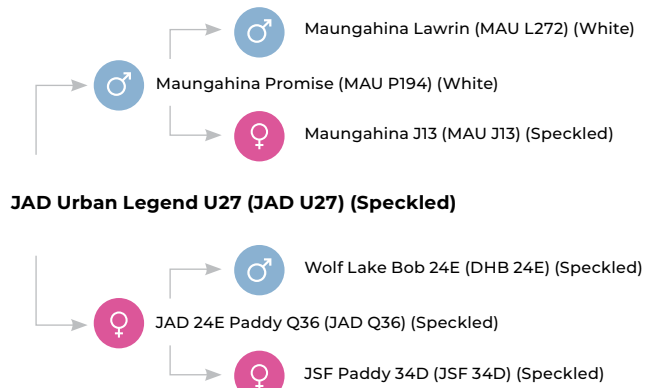 Maungahina Lawrin (MAU L272) (White)
Maungahina Promise (MAU P194) (White)
Maungahina J13 (MAU J13) (Speckled)
JAD Urban Legend U27 (JAD U27) (Speckled)
Wolf Lake Bob 24E (DHB 24E) (Speckled)
JAD 24E Paddy Q36 (JAD Q36) (Speckled)
JSF Paddy 34D (JSF 34D) (Speckled)